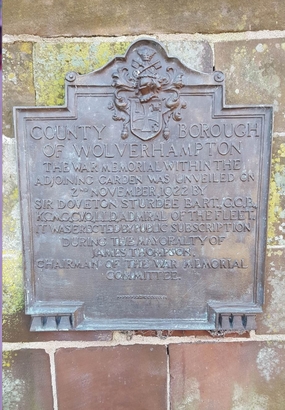 COUNTY BOROUGH
OF WOLVERHAMPTON
THE WAR MEMORIAL WITHIN THE
ADJOINING GARDEN WAS UNVEILED ON
2ND NOVEMBER 1922 BY
SIR DOVETON STURDEE BART., G.C.B.,
K.C.M.G., C.V.O., LL.D., ADMIRAL OF THE FLEET.
IT WAS ERECTED BY PUBLIC SUBSCRIPTION
DURING THE MAYORALTY OF
JAMES THOMPSON,
CHAIRMAN OF THE WAR MEMORIAL
COMMITTEE.